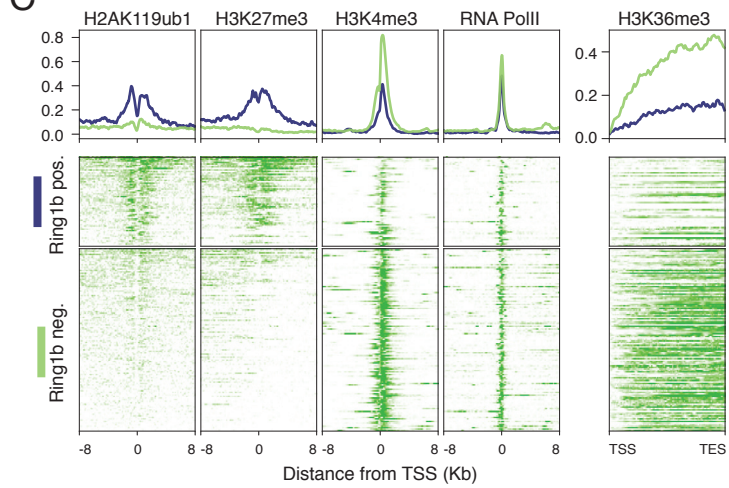 H2AK119ub1 H3K27me3 H3K4me3 RNA PolII H3K36me3
0.8
0.6
0.4
0.2
0.0
0.4
0.2
0.0
Ring1b pos.
Ring1b neg.
-8 0 8 -8 0 8 -8 0 8 -8 0 8 TSS TES
Distance from TSS (Kb)